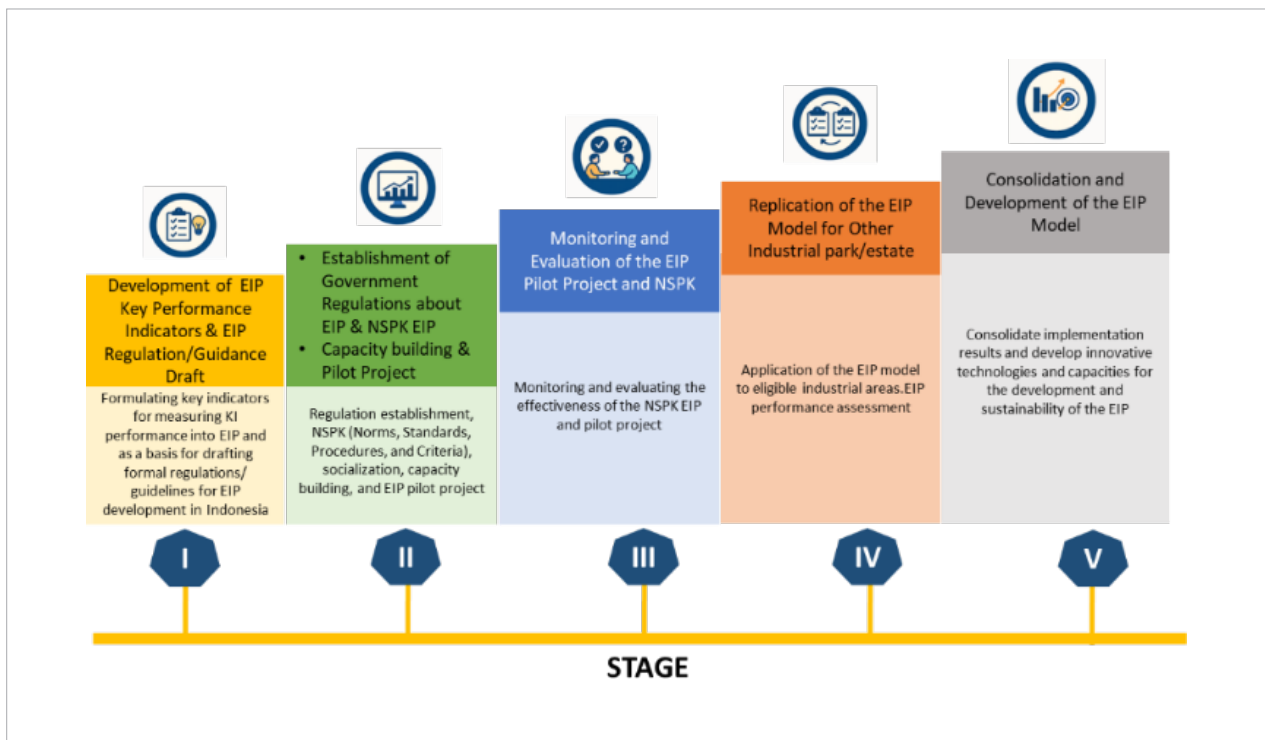 Development of EIP
Key Performance
Indicators & EIP
Regulation/Guidance
Draft
Formulating key indicators
for measuring KI
performance into EIP and
as a basis for drafting
formal regulations/
guidelines for EIP
development in Indonesia
• Establishment of
Government
Regulations about
EIP & NSPK EIP
• Capacity building &
Pilot Project
Regulation establishment,
NSPK (Norms, Standards,
Procedures, and Criteria),
socialization, capacity
building, and EIP pilot project
Monitoring and
Evaluation of the EIP
Pilot Project and NSPK
Monitoring and evaluating the
effectiveness of the NSPK EIP
and pilot project
Replication of the EIP
Model for Other
Industrial park/estate
Application of the EIP model
to eligible industrial areas.EIP
performance assessment
Consolidation and
Development of the EIP
Model
Consolidate implementation
results and develop innovative
technologies and capacities for
the development and
sustainability of the EIP
I
II
III
IV
V
STAGE